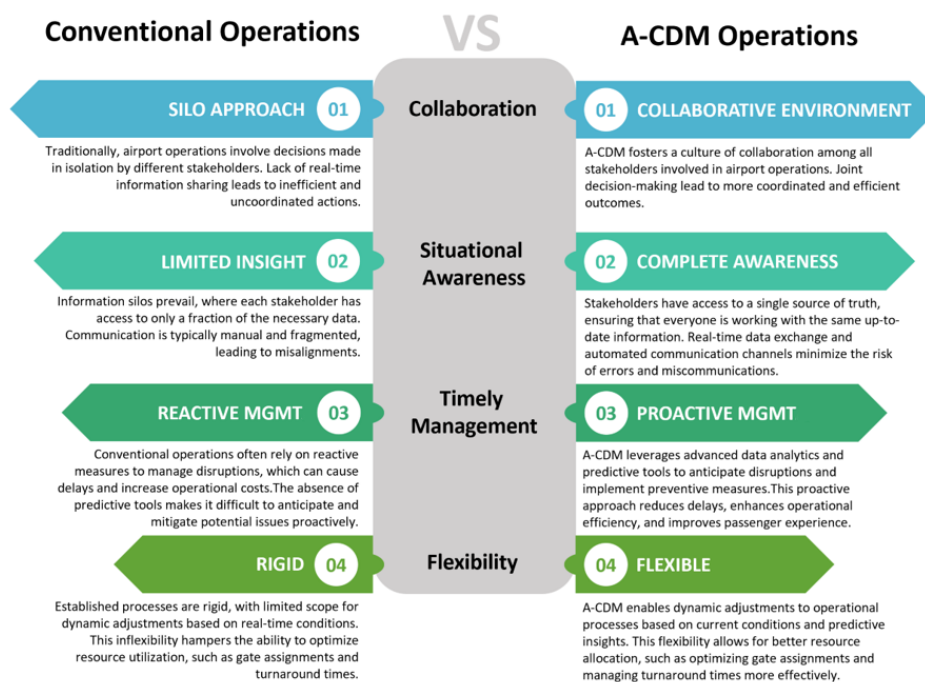 Conventional Operations
VS
A-CDM Operations
SILO APPROACH
01
Collaboration
01
COLLABORATIVE ENVIRONMENT
Traditionally, airport operations involve decisions made
in isolation by different stakeholders. Lack of real-time
information sharing leads to inefficient and
uncoordinated actions.
A-CDM fosters a culture of collaboration among all
stakeholders involved in airport operations. Joint
decision-making lead to more coordinated and efficient
outcomes.
LIMITED INSIGHT
02
Situational
Awareness
02
COMPLETE AWARENESS
Information silos prevail, where each stakeholder has
access to only a fraction of the necessary data.
Communication is typically manual and fragmented,
leading to misalignments.
Stakeholders have access to a single source of truth,
ensuring that everyone is working with the same up-to-
date information. Real-time data exchange and
automated communication channels minimize the risk
of errors and miscommunications.
REACTIVE MGMT
03
Timely
Management
03
PROACTIVE MGMT
Conventional operations often rely on reactive
measures to manage disruptions, which can cause
delays and increase operational costs.The absence of
predictive tools makes it difficult to anticipate and
mitigate potential issues proactively.
A-CDM leverages advanced data analytics and
predictive tools to anticipate disruptions and
implement preventive measures.This proactive
approach reduces delays, enhances operational
efficiency, and improves passenger experience.
RIGID
04
Flexibility
04
FLEXIBLE
Established processes are rigid, with limited scope for
dynamic adjustments based on real-time conditions.
This inflexibility hampers the ability to optimize
resource utilization, such as gate assignments and
turnaround times.
A-CDM enables dynamic adjustments to operational
processes based on current conditions and predictive
insights. This flexibility allows for better resource
allocation, such as optimizing gate assignments and
managing turnaround times more effectively.